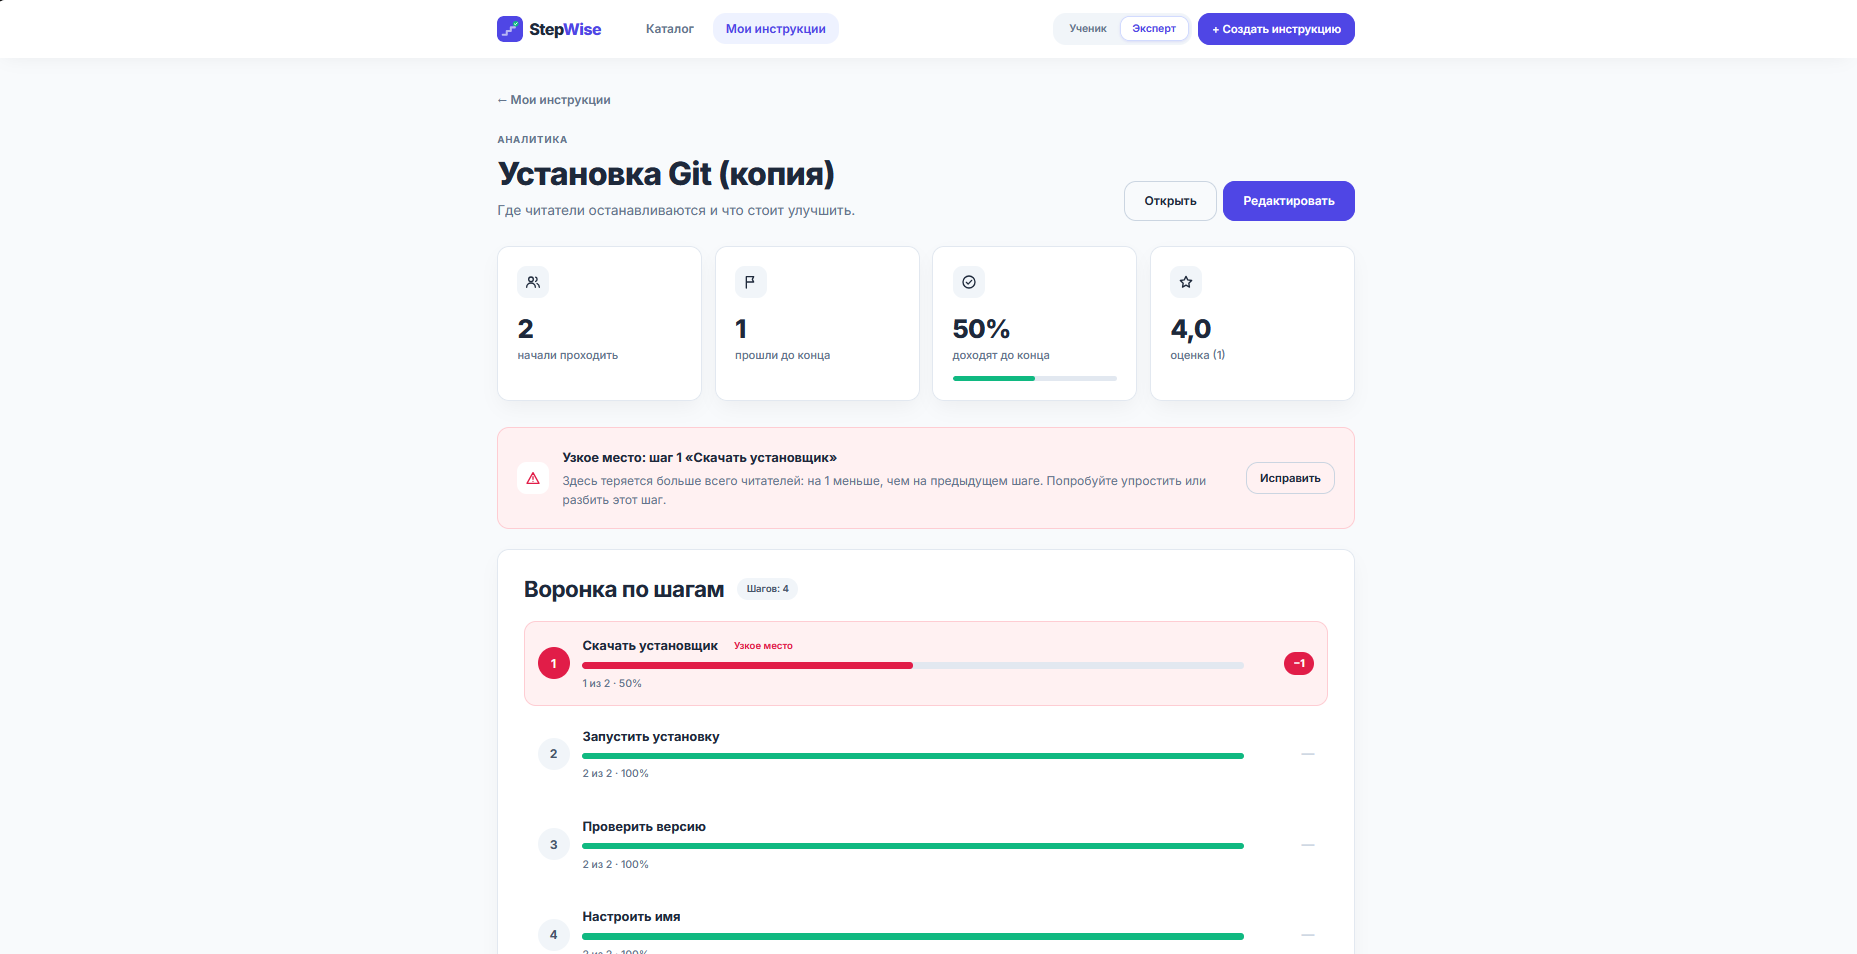 StepWise
Каталог
Мои инструкции
Ученик
Эксперт
+ Создать инструкцию
← Мои инструкции
АНАЛИТИКА
Установка Git (копия)
Где читатели останавливаются и что стоит улучшить.
Открыть
Редактировать
2
начали проходить
1
прошли до конца
50%
доходят до конца
4,0
оценка (1)
Узкое место: шаг 1 «Скачать установщик»
Здесь теряется больше всего читателей: на 1 меньше, чем на предыдущем шаге. Попробуйте упростить или
разбить этот шаг.
Исправить
Воронка по шагам
Шагов: 4
1
Скачать установщик
Узкое место
1 из 2 · 50%
−1
2
Запустить установку
2 из 2 · 100%
—
3
Проверить версию
2 из 2 · 100%
—
4
Настроить имя
2 из 2 · 100%
—